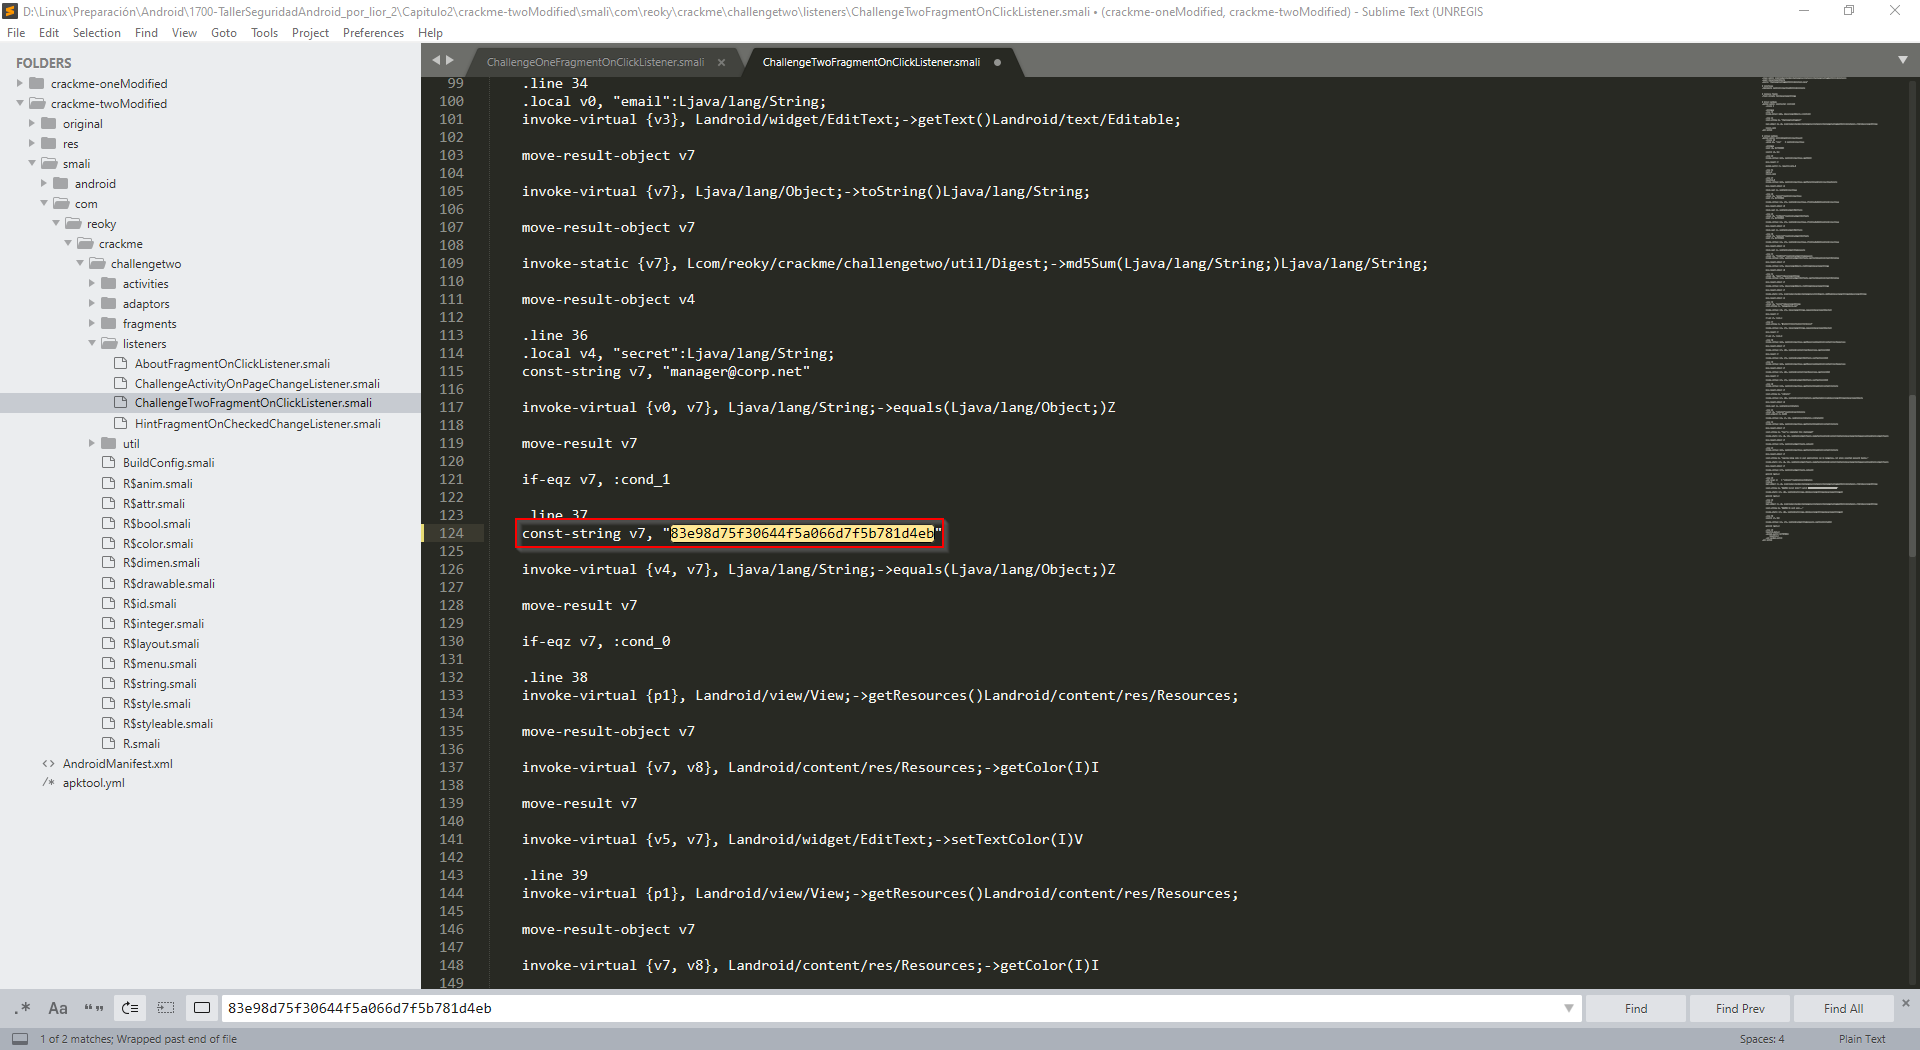 D:\Linux\Preparación\Android\1700-TallerSeguridadAndroid_por_lior_2\Capitulo2\crackme-twoModified\smali\com\reoky\crackme\challengetwo\listeners\ChallengeTwoFragmentOnClickListener.smali • (crackme-oneModified, crackme-twoModified) - Sublime Text (UNREGIS
File Edit Selection Find View Goto Tools Project Preferences Help
FOLDERS
crackme-oneModified
crackme-twoModified
original
res
smali
android
com
reoky
crackme
challengetwo
activities
adaptors
fragments
listeners
AboutFragmentOnClickListener.smali
ChallengeActivityOnPageChangeListener.smali
ChallengeTwoFragmentOnClickListener.smali
HintFragmentOnCheckedChangeListener.smali
util
BuildConfig.smali
R$anim.smali
R$attr.smali
R$bool.smali
R$color.smali
R$dimen.smali
R$drawable.smali
R$id.smali
R$integer.smali
R$layout.smali
R$menu.smali
R$string.smali
R$style.smali
R$styleable.smali
R.smali
<> AndroidManifest.xml
/* apktool.yml
ChallengeOneFragmentOnClickListener.smali ×
ChallengeTwoFragmentOnClickListener.smali
99 .line 34
100 .local v0, "email":Ljava/lang/String;
101 invoke-virtual {v3}, Landroid/widget/EditText;->getText()Landroid/text/Editable;
102
103 move-result-object v7
104
105 invoke-virtual {v7}, Ljava/lang/Object;->toString()Ljava/lang/String;
106
107 move-result-object v7
108
109 invoke-static {v7}, Lcom/reoky/crackme/challengetwo/util/Digest;->md5Sum(Ljava/lang/String;)Ljava/lang/String;
110
111 move-result-object v4
112
113 .line 36
114 .local v4, "secret":Ljava/lang/String;
115 const-string v7, "manager@corp.net"
116
117 invoke-virtual {v0, v7}, Ljava/lang/String;->equals(Ljava/lang/Object;)Z
118
119 move-result v7
120
121 if-eqz v7, :cond_1
122
123 .line 37
124 const-string v7, "83e98d75f30644f5a066d7f5b781d4eb"
125
126 invoke-virtual {v4, v7}, Ljava/lang/String;->equals(Ljava/lang/Object;)Z
127
128 move-result v7
129
130 if-eqz v7, :cond_0
131
132 .line 38
133 invoke-virtual {p1}, Landroid/view/View;->getResources()Landroid/content/res/Resources;
134
135 move-result-object v7
136
137 invoke-virtual {v7, v8}, Landroid/content/res/Resources;->getColor(I)I
138
139 move-result v7
140
141 invoke-virtual {v5, v7}, Landroid/widget/EditText;->setTextColor(I)V
142
143 .line 39
144 invoke-virtual {p1}, Landroid/view/View;->getResources()Landroid/content/res/Resources;
145
146 move-result-object v7
147
148 invoke-virtual {v7, v8}, Landroid/content/res/Resources;->getColor(I)I
149
.* Aa “” 83e98d75f30644f5a066d7f5b781d4eb Find Find Prev Find All ×
1 of 2 matches; Wrapped past end of file Spaces: 4 Plain Text